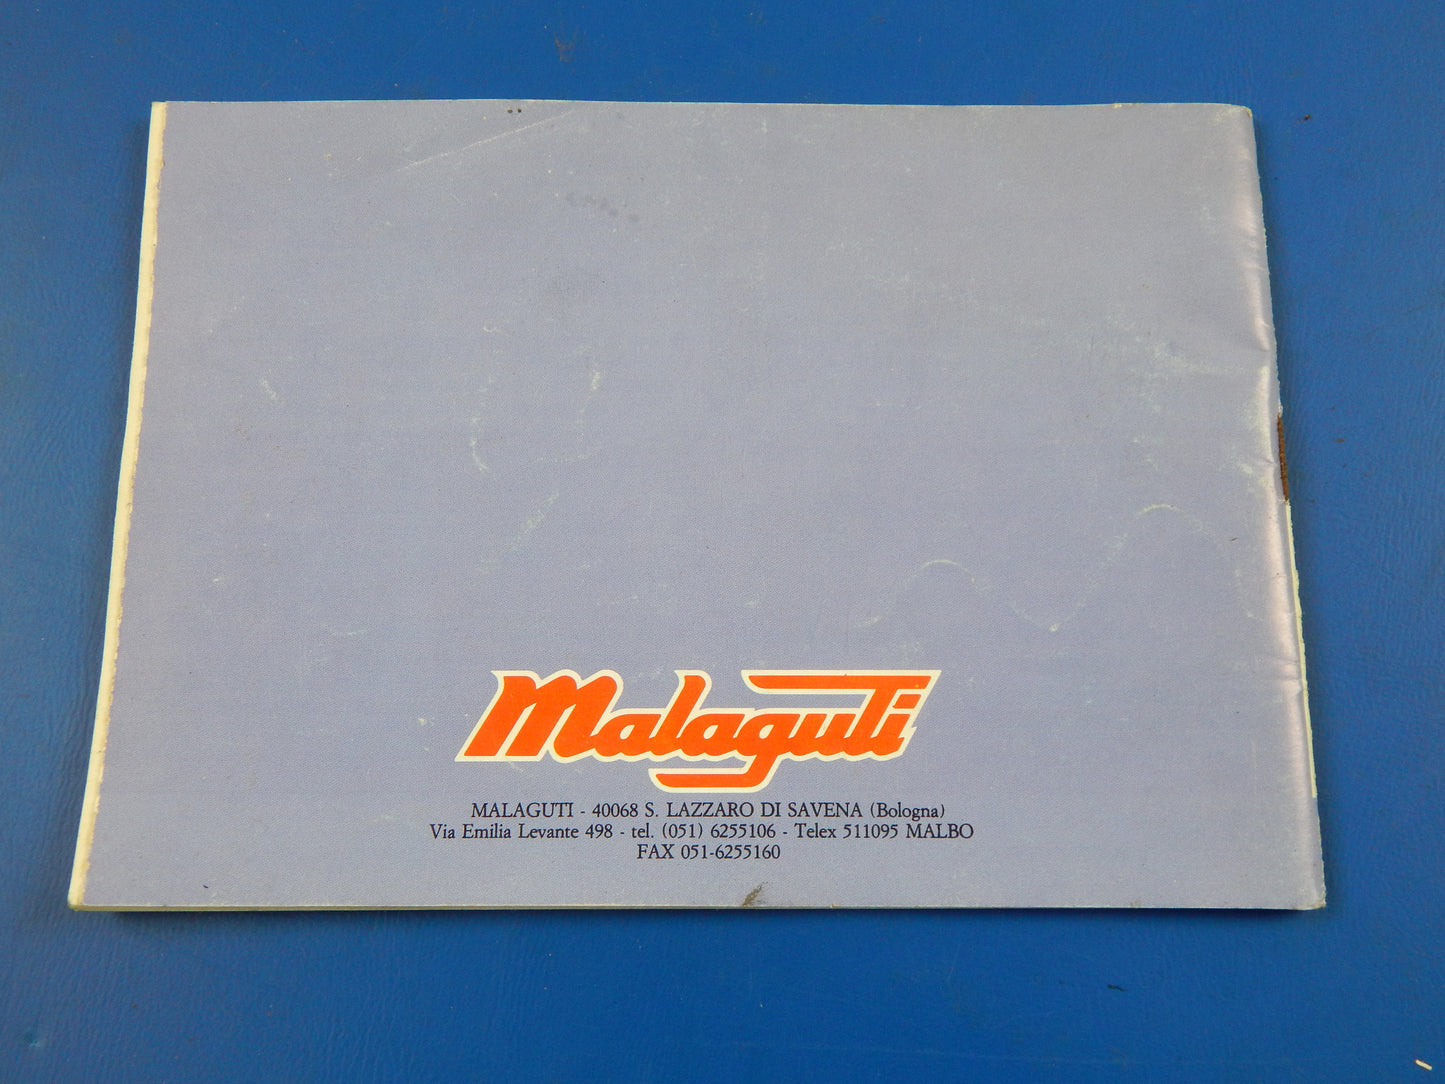 Malaguti
MALAGUTI - 40068 S. LAZZARO DI SAVENA (Bologna)
Via Emilia Levante 498 - tel. (051) 6255106 - Telex 511095 MALBO
FAX 051-6255160